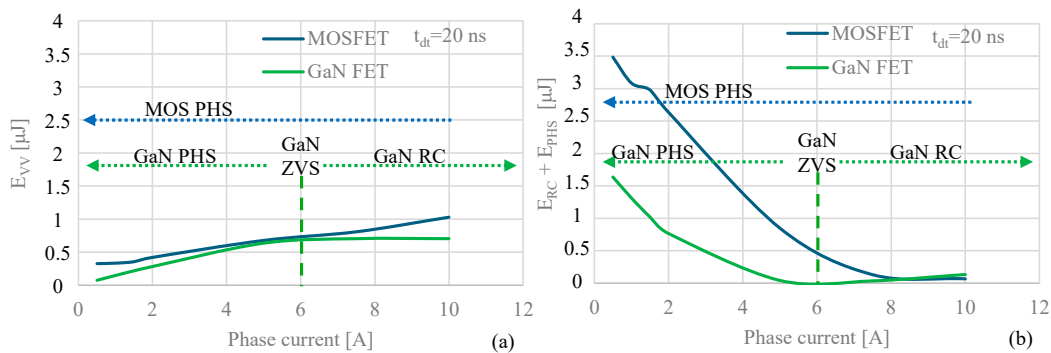 4
3.5
3
2.5
2
1.5
1
0.5
0
E_VV [μJ]
MOSFET t_dt=20 ns
GaN FET
MOS PHS
GaN PHS
GaN
ZVS
GaN RC
0 2 4 6 8 10 12
Phase current [A]
(a)
4
3.5
3
2.5
2
1.5
1
0.5
0
E_RC + E_PHS [μJ]
MOSFET t_dt=20 ns
GaN FET
MOS PHS
GaN PHS
GaN
ZVS
GaN RC
0 2 4 6 8 10 12
Phase current [A]
(b)